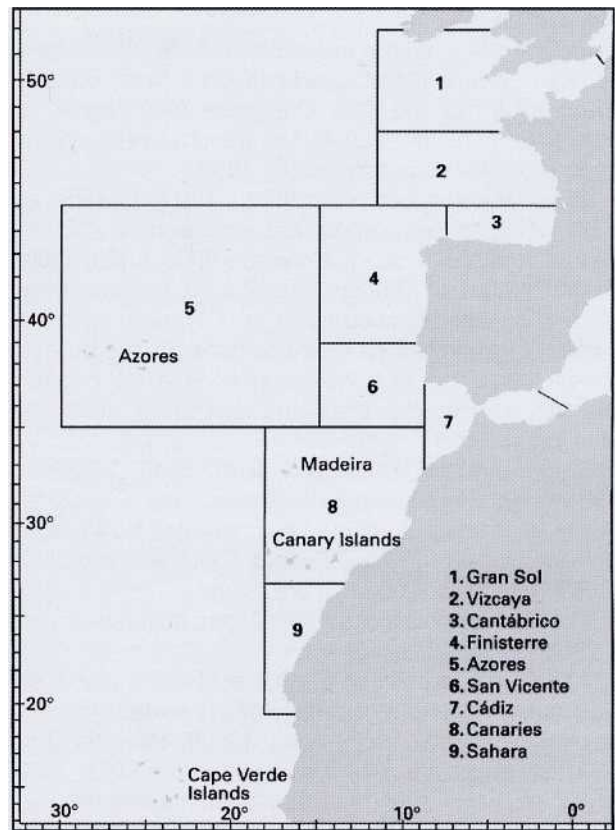 50°
1
2
3
4
5
40°
Azores
6
7
Madeira
8
30°
Canary Islands
1. Gran Sol
2. Vizcaya
3. Cantábrico
4. Finisterre
5. Azores
6. San Vicente
7. Cádiz
8. Canaries
9. Sahara
9
20°
Cape Verde
Islands
30° 20° 10° 0°